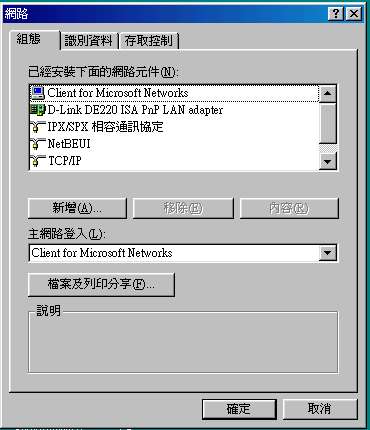 網路
組態 識別資料 存取控制
已經安裝下面的網路元件(N):
Client for Microsoft Networks
D-Link DE220 ISA PnP LAN adapter
IPX/SPX 相容通訊協定
NetBEUI
TCP/IP
新增(A)... 移除(E) 內容(R)
主網路登入(L):
Client for Microsoft Networks
檔案及列印分享(F)...
說明
確定 取消